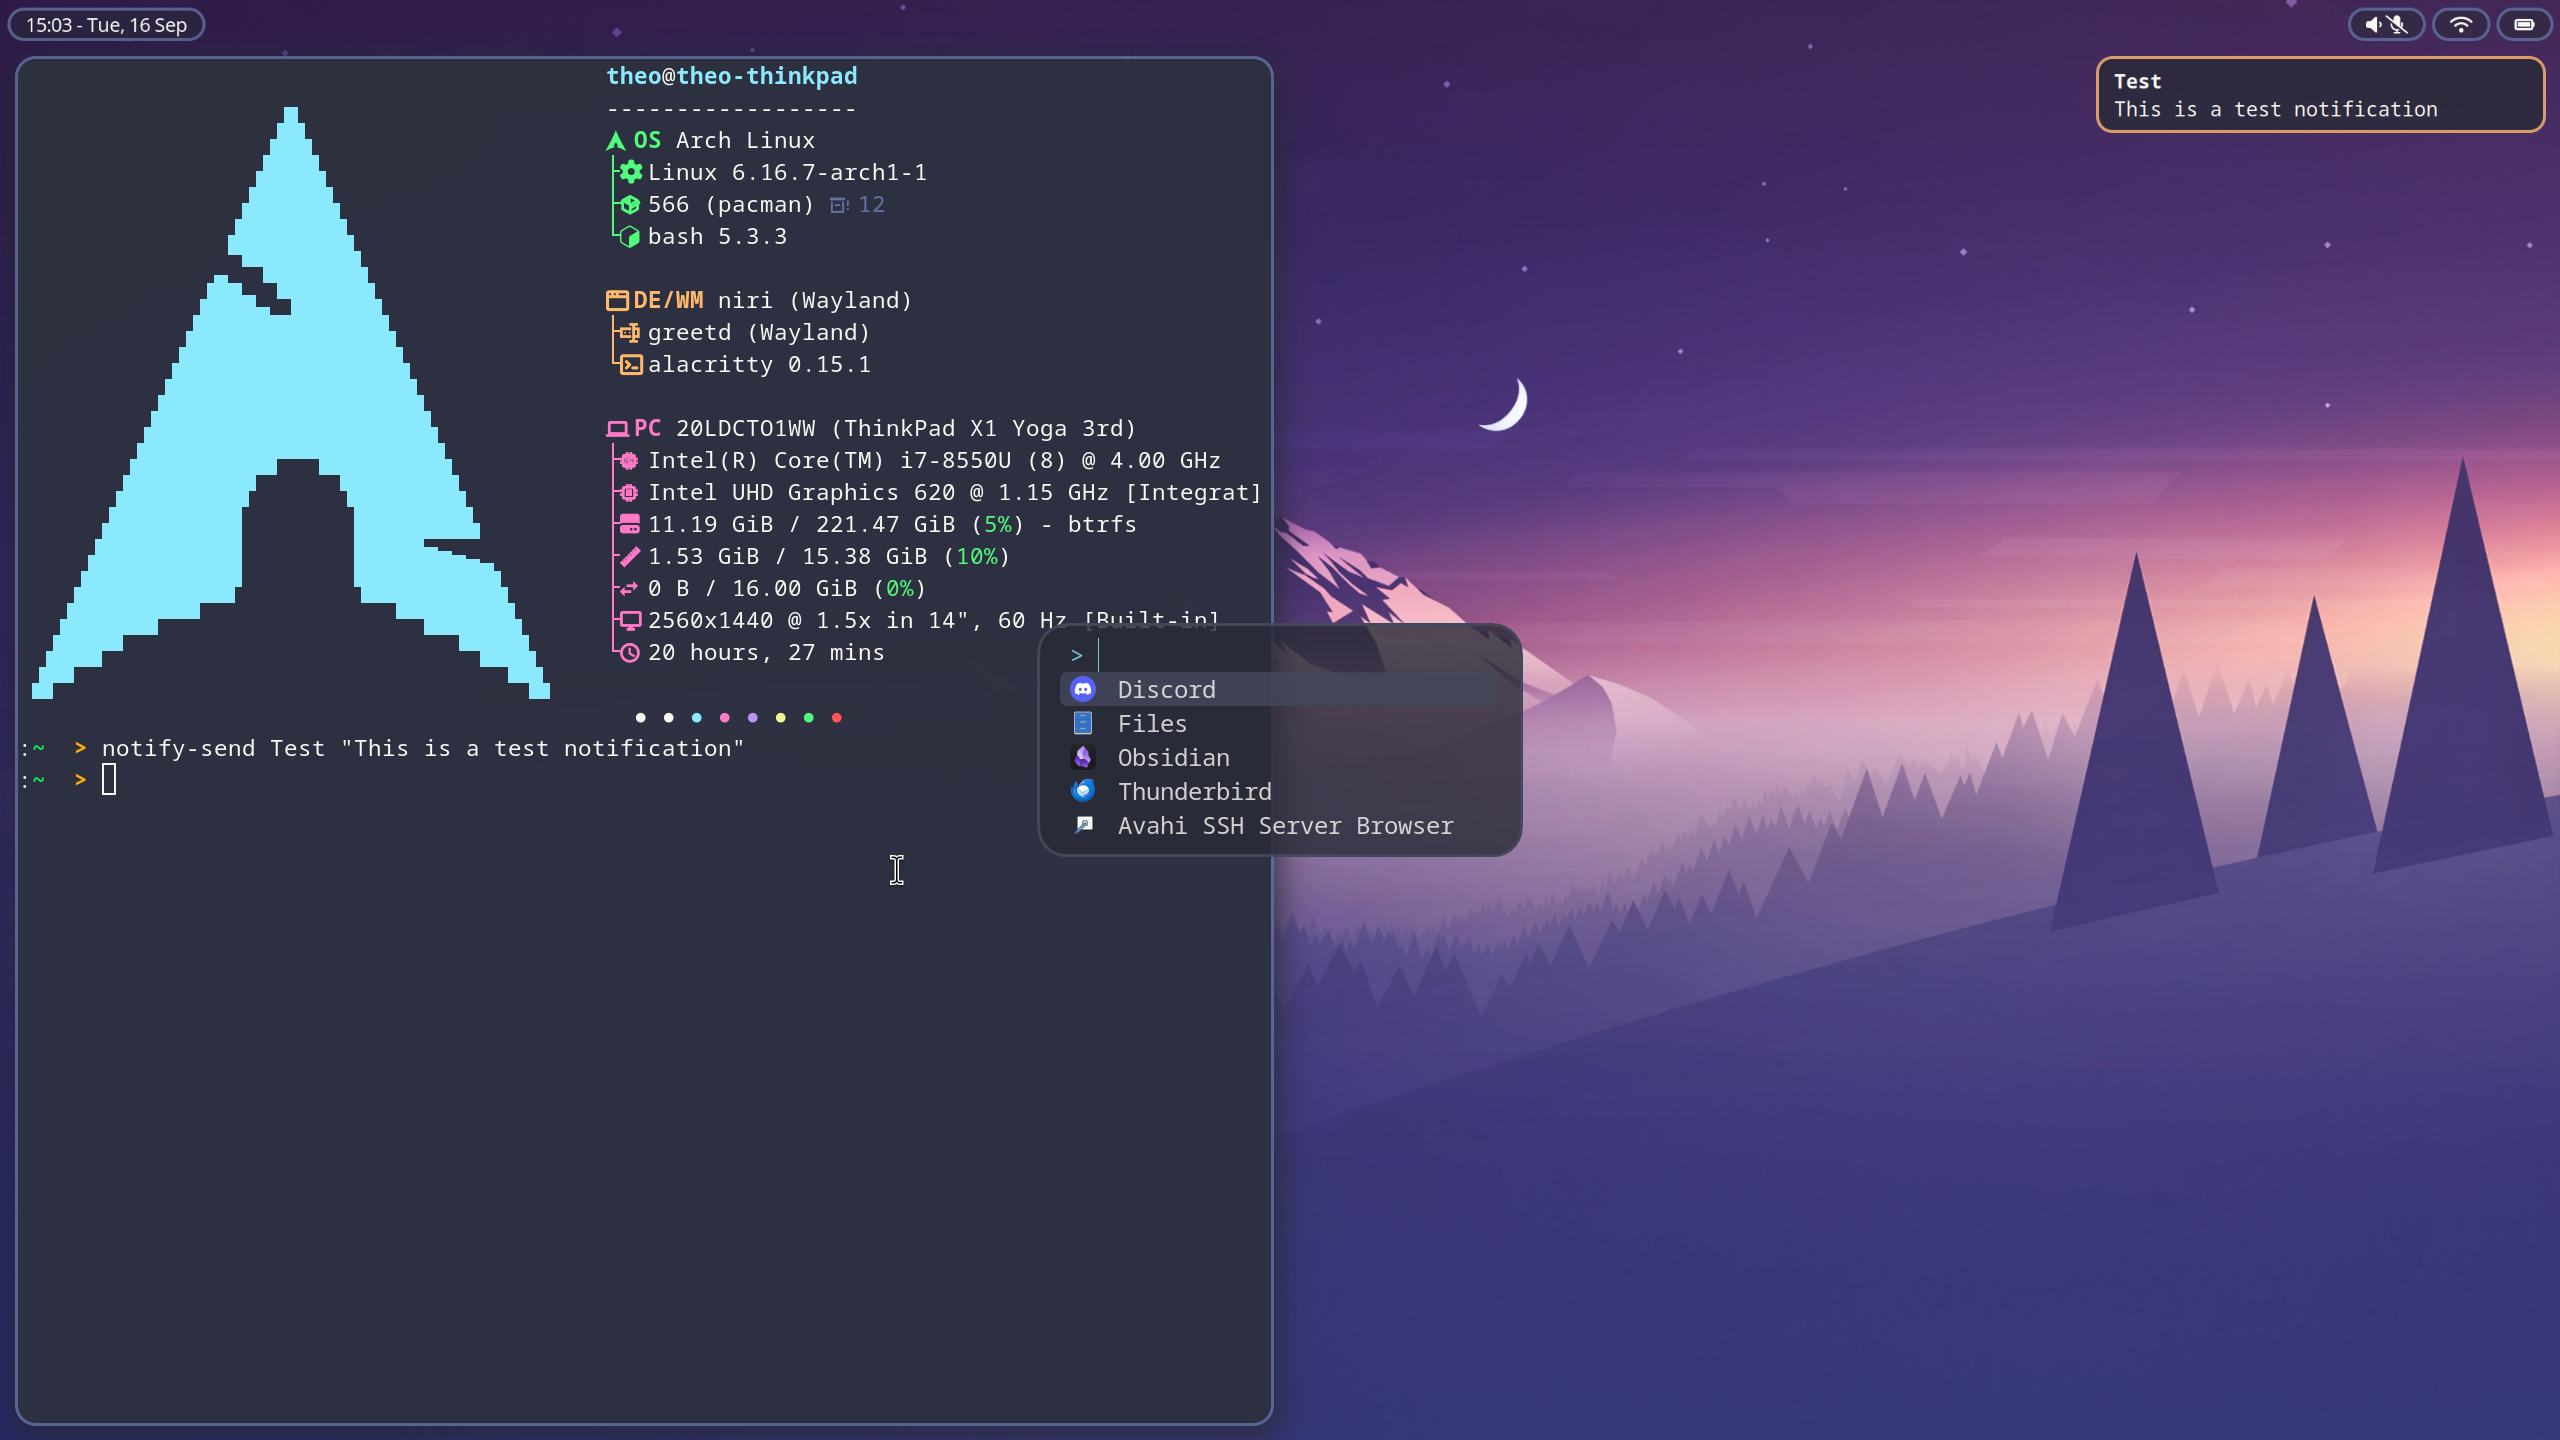 15:03 - Tue, 16 Sep
theo@theo-thinkpad
------------------
OS Arch Linux
Linux 6.16.7-arch1-1
566 (pacman) 12
bash 5.3.3
DE/WM niri (Wayland)
greetd (Wayland)
alacritty 0.15.1
PC 20LDCTO1WW (ThinkPad X1 Yoga 3rd)
Intel(R) Core(TM) i7-8550U (8) @ 4.00 GHz
Intel UHD Graphics 620 @ 1.15 GHz [Integrat]
11.19 GiB / 221.47 GiB (5%) - btrfs
1.53 GiB / 15.38 GiB (10%)
0 B / 16.00 GiB (0%)
2560x1440 @ 1.5x in 14", 60 Hz [Built-in]
20 hours, 27 mins
:~ > notify-send Test "This is a test notification"
:~ >
>
Discord
Files
Obsidian
Thunderbird
Avahi SSH Server Browser
Test
This is a test notification